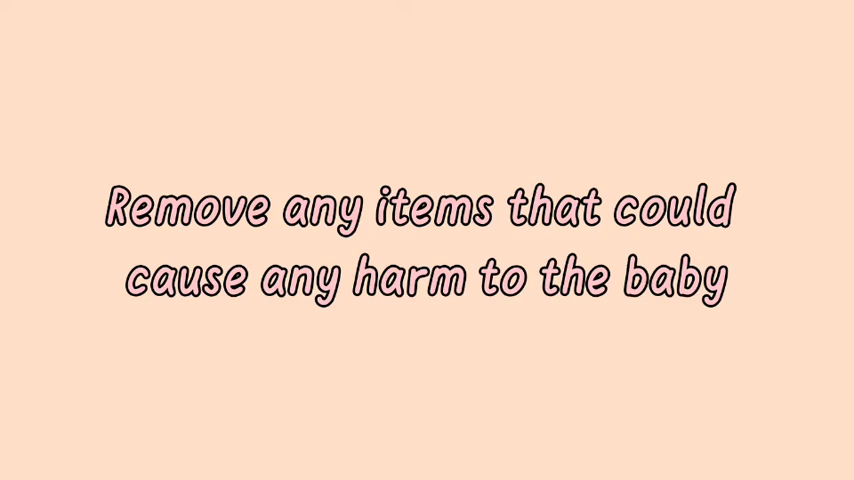 Remove any items that could
cause any harm to the baby